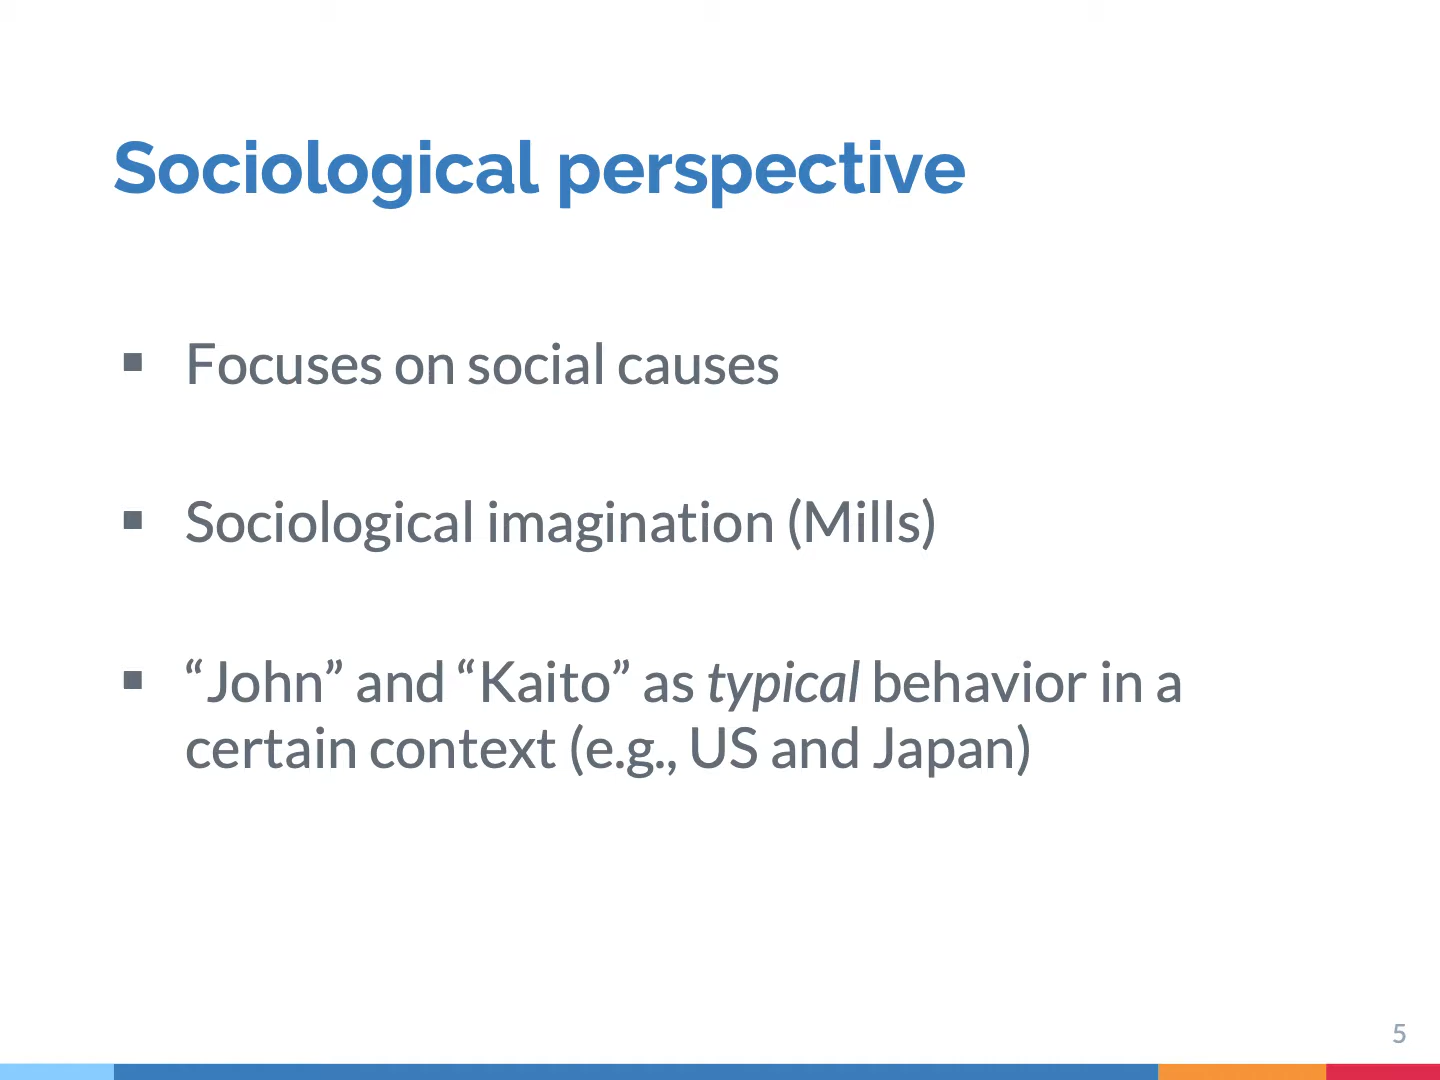 Sociological perspective
▪ Focuses on social causes
▪ Sociological imagination (Mills)
▪ “John” and “Kaito” as typical behavior in a
certain context (e.g., US and Japan)
5